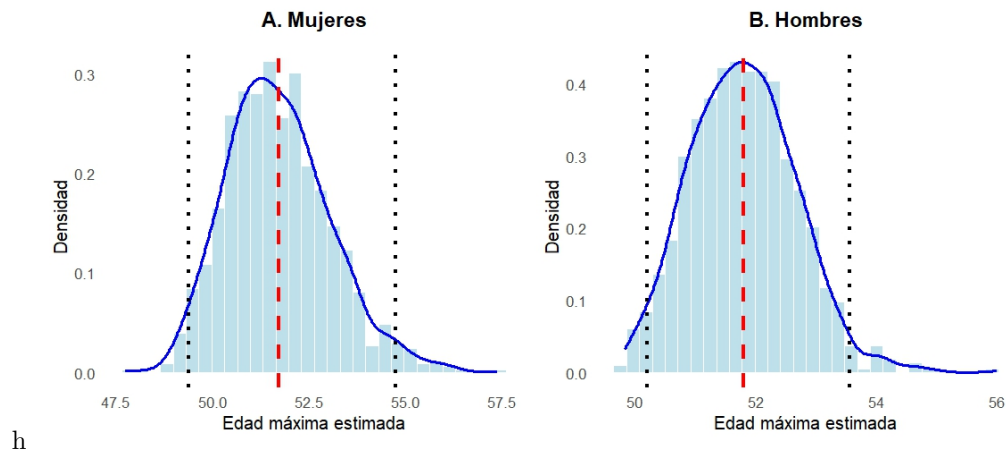 A. Mujeres
Densidad
0.3
0.2
0.1
0.0
47.5 50.0 52.5 55.0 57.5
Edad máxima estimada
B. Hombres
Densidad
0.4
0.3
0.2
0.1
0.0
50 52 54 56
Edad máxima estimada
h